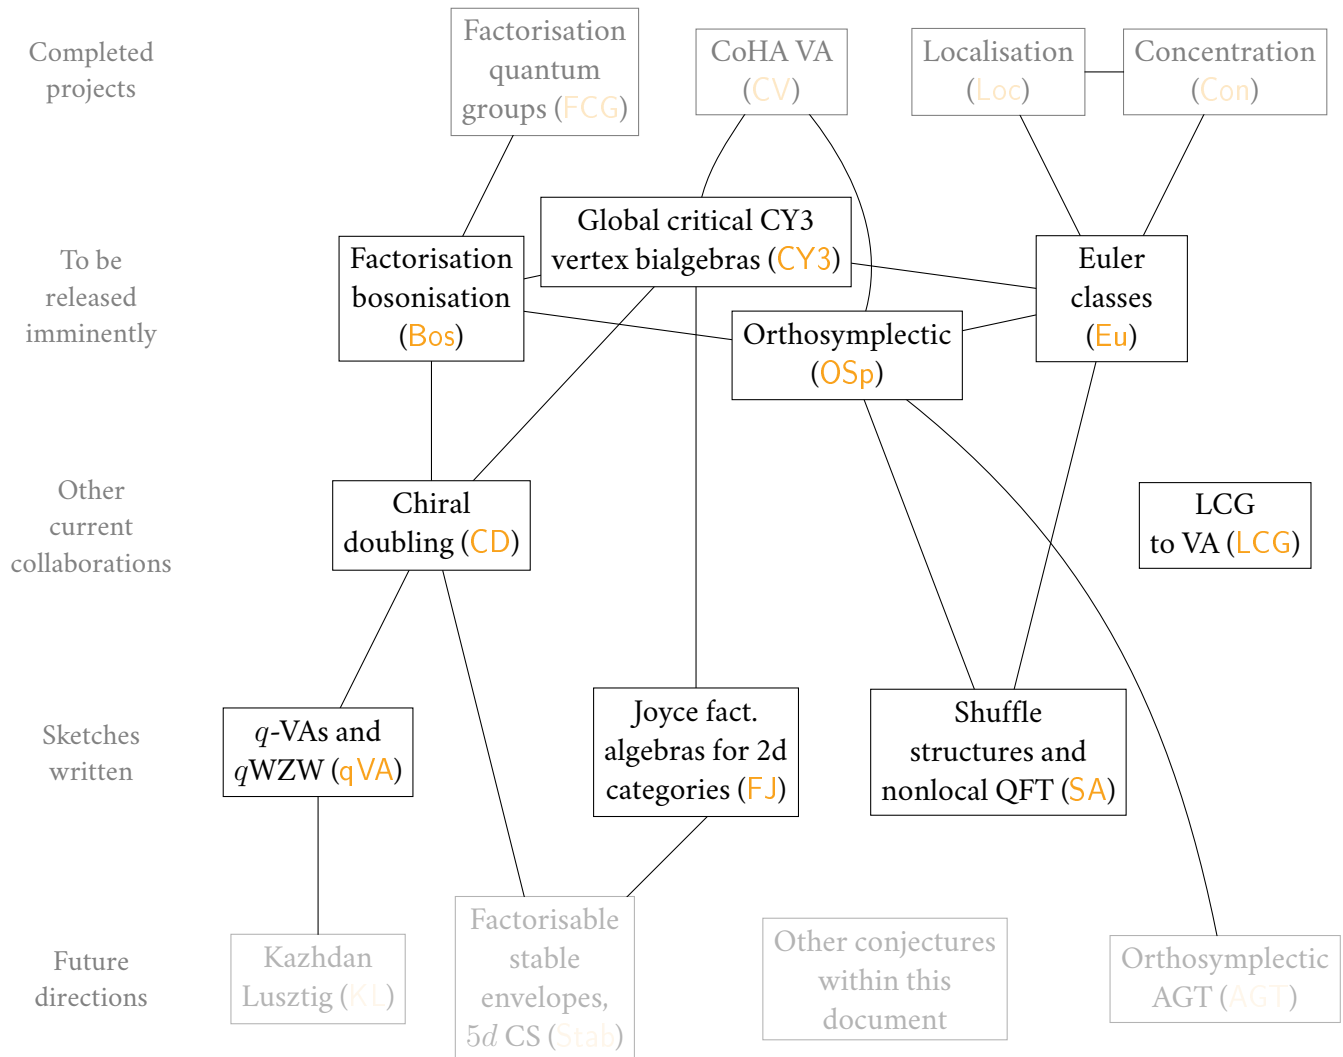 Completed
projects
Factorisation
quantum
groups (FCG)
CoHA VA
(CV)
Localisation
(Loc)
Concentration
(Con)
To be
released
imminently
Factorisation
bosonisation
(Bos)
Global critical CY3
vertex bialgebras (CY3)
Orthosymplectic
(OSp)
Euler
classes
(Eu)
Other
current
collaborations
Chiral
doubling (CD)
LCG
to VA (LCG)
Sketches
written
q-VAs and
qWZW (qVA)
Joyce fact.
algebras for 2d
categories (FJ)
Shuffle
structures and
nonlocal QFT (SA)
Future
directions
Kazhdan
Lusztig (KL)
Factorisable
stable
envelopes,
5d CS (Stab)
Other conjectures
within this
document
Orthosymplectic
AGT (AGT)